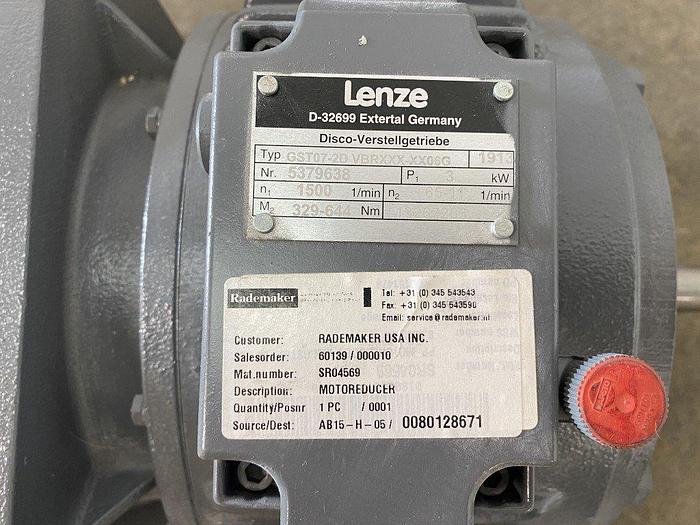 Lenze
D-32699 Extertal Germany
Disco-Verstellgetriebe
Typ GST07-2D VBRXXX-XX06G 1913
Nr. 5379638 P₁ 3 kW
n₁ 1500 1/min n₂ 65-11 1/min
M₂ 329-644 Nm
Rademaker
Tel: +31 (0) 345 543543
Fax: +31 (0) 345 543590
Email: service@rademaker.nl
Customer: RADEMAKER USA INC.
Salesorder: 60139 / 000010
Mat.number: SR04569
Description: MOTOREDUCER
Quantity/Posnr 1 PC / 0001
Source/Dest: AB15-H-05 / 0080128671